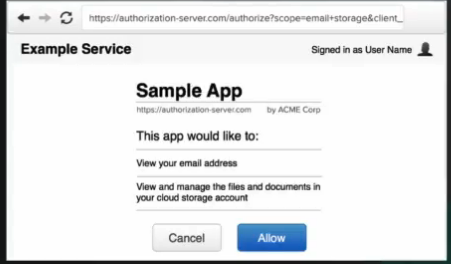 https://authorization-server.com/authorize?scope=email+storage&client_
Example Service
Signed in as User Name
Sample App
https://authorization-server.com by ACME Corp
This app would like to:
View your email address
View and manage the files and documents in
your cloud storage account
Cancel Allow